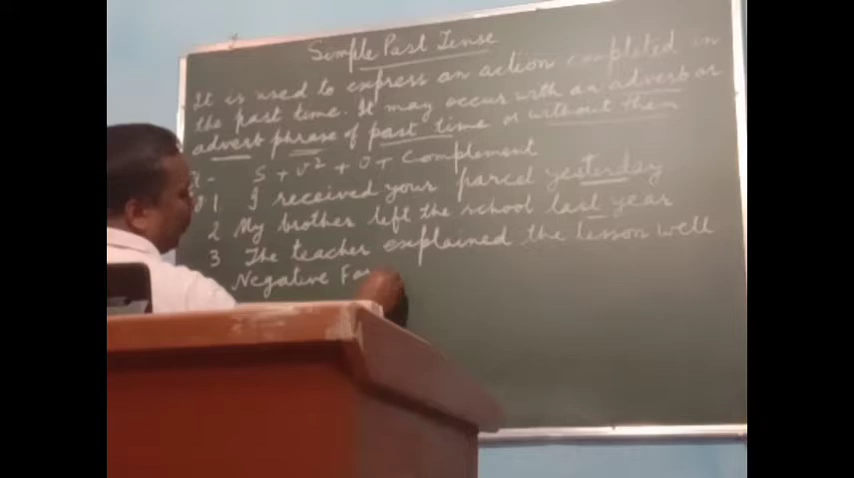 Simple Past Tense
It is used to express an action completed in
the past time. It may occur with an adverb or
adverb phrase of past time or without them
S + V² + O + Complement
1 I received your parcel yesterday
2 My brother left the school last year
3 The teacher explained the lesson well
Negative Fo